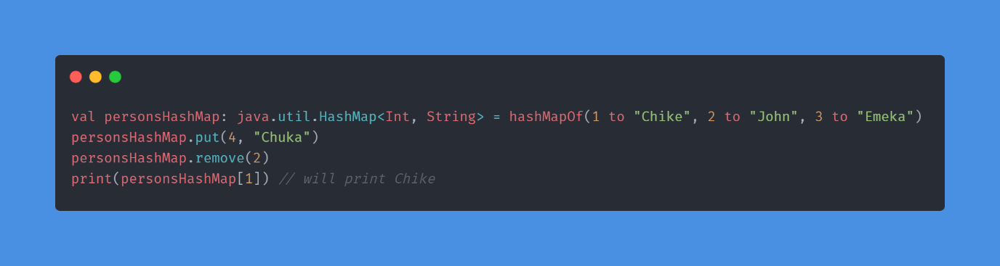 val personsHashMap: java.util.HashMap<Int, String> = hashMapOf(1 to "Chike", 2 to "John", 3 to "Emeka")
personsHashMap.put(4, "Chuka")
personsHashMap.remove(2)
print(personsHashMap[1]) // will print Chike